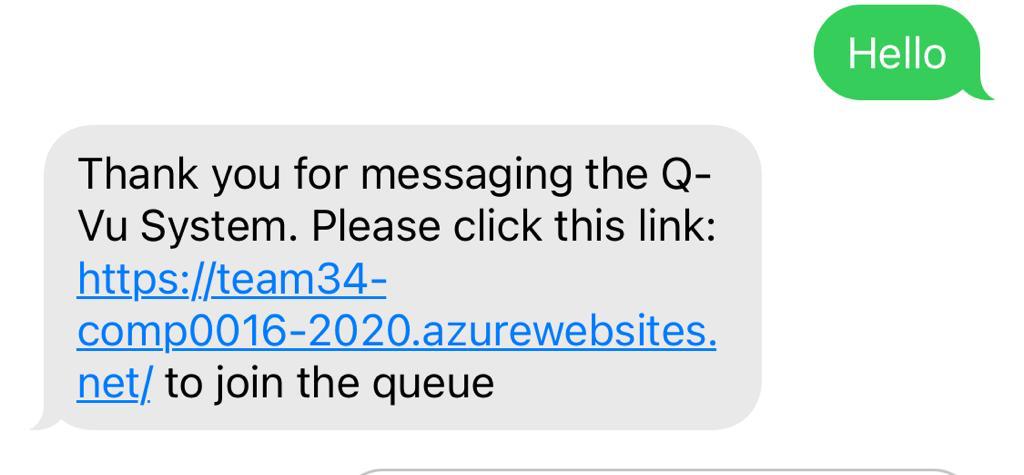 Hello
Thank you for messaging the Q-
Vu System. Please click this link:
https://team34-
comp0016-2020.azurewebsites.
net/ to join the queue